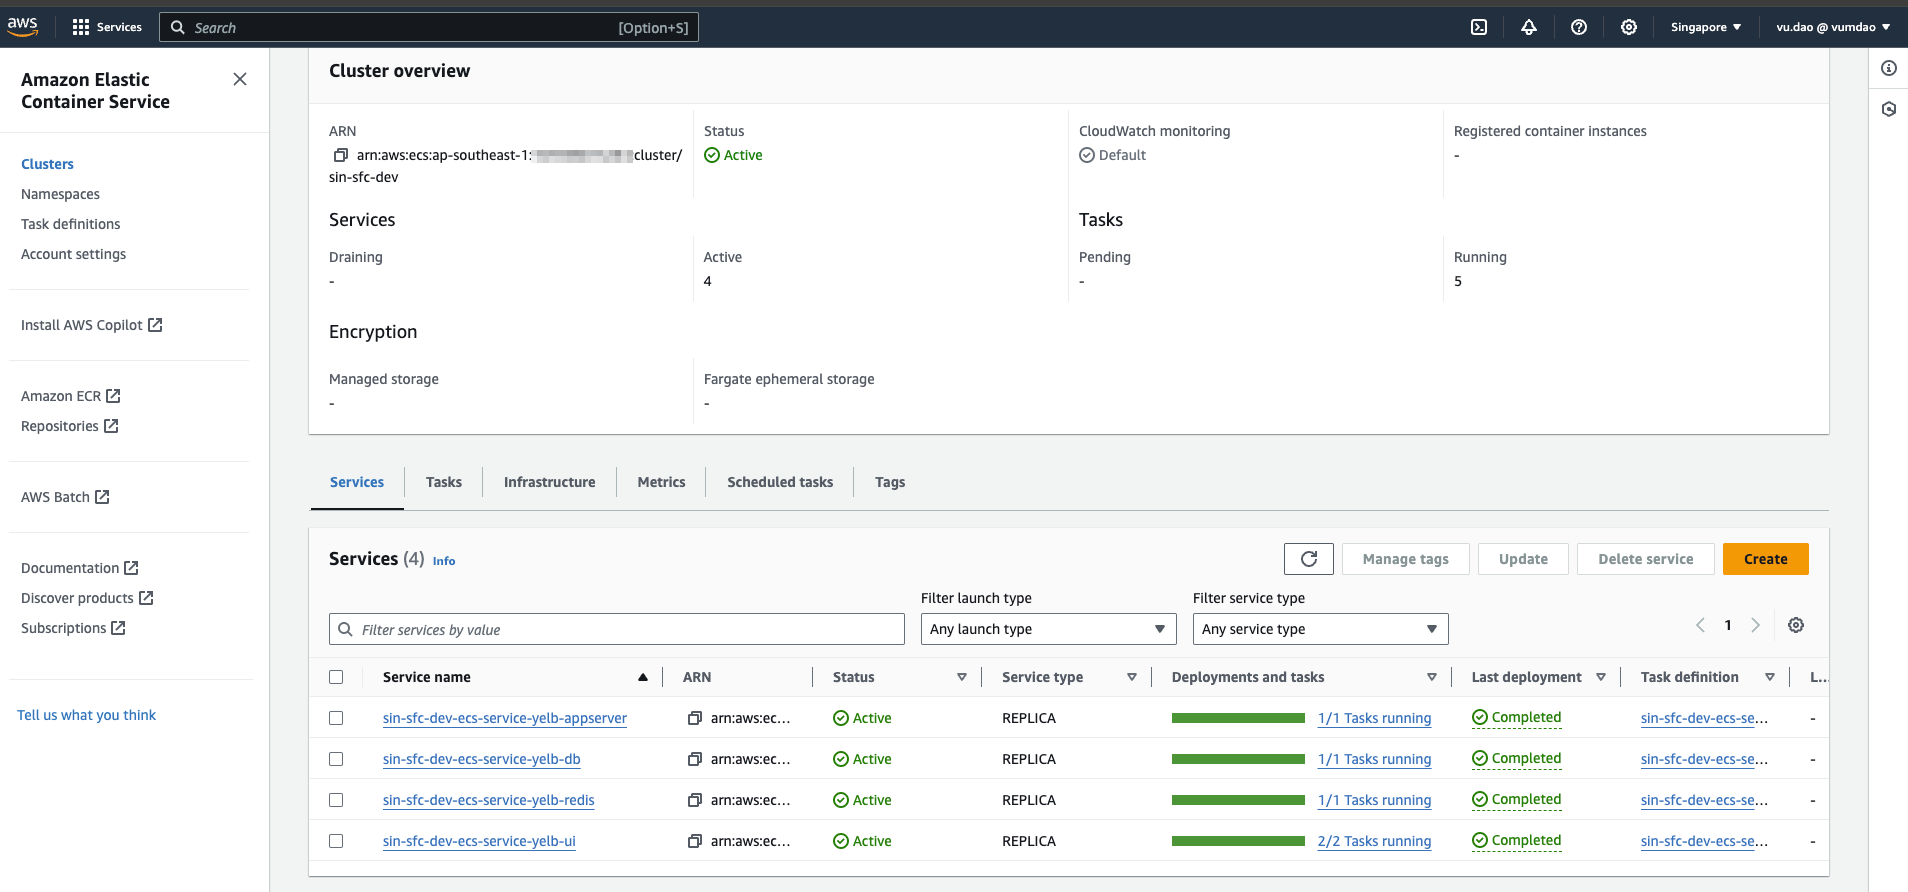 aws
Services
Search
[Option+S]
Singapore
vu.dao @ vumdao
Amazon Elastic
Container Service
Clusters
Namespaces
Task definitions
Account settings
Install AWS Copilot
Amazon ECR
Repositories
AWS Batch
Documentation
Discover products
Subscriptions
Tell us what you think
Cluster overview
ARN
arn:aws:ecs:ap-southeast-1: cluster/
sin-sfc-dev
Status
Active
CloudWatch monitoring
Default
Registered container instances
-
Services
Draining
-
Active
4
Tasks
Pending
-
Running
5
Encryption
Managed storage
-
Fargate ephemeral storage
-
Services Tasks Infrastructure Metrics Scheduled tasks Tags
Services (4) Info
Manage tags Update Delete service Create
Filter launch type
Filter service type
Filter services by value
Any launch type
Any service type
1
Service name ARN Status Service type Deployments and tasks Last deployment Task definition L...
sin-sfc-dev-ecs-service-yelb-appserver arn:aws:ec... Active REPLICA 1/1 Tasks running Completed sin-sfc-dev-ecs-se... -
sin-sfc-dev-ecs-service-yelb-db arn:aws:ec... Active REPLICA 1/1 Tasks running Completed sin-sfc-dev-ecs-se... -
sin-sfc-dev-ecs-service-yelb-redis arn:aws:ec... Active REPLICA 1/1 Tasks running Completed sin-sfc-dev-ecs-se... -
sin-sfc-dev-ecs-service-yelb-ui arn:aws:ec... Active REPLICA 2/2 Tasks running Completed sin-sfc-dev-ecs-se... -